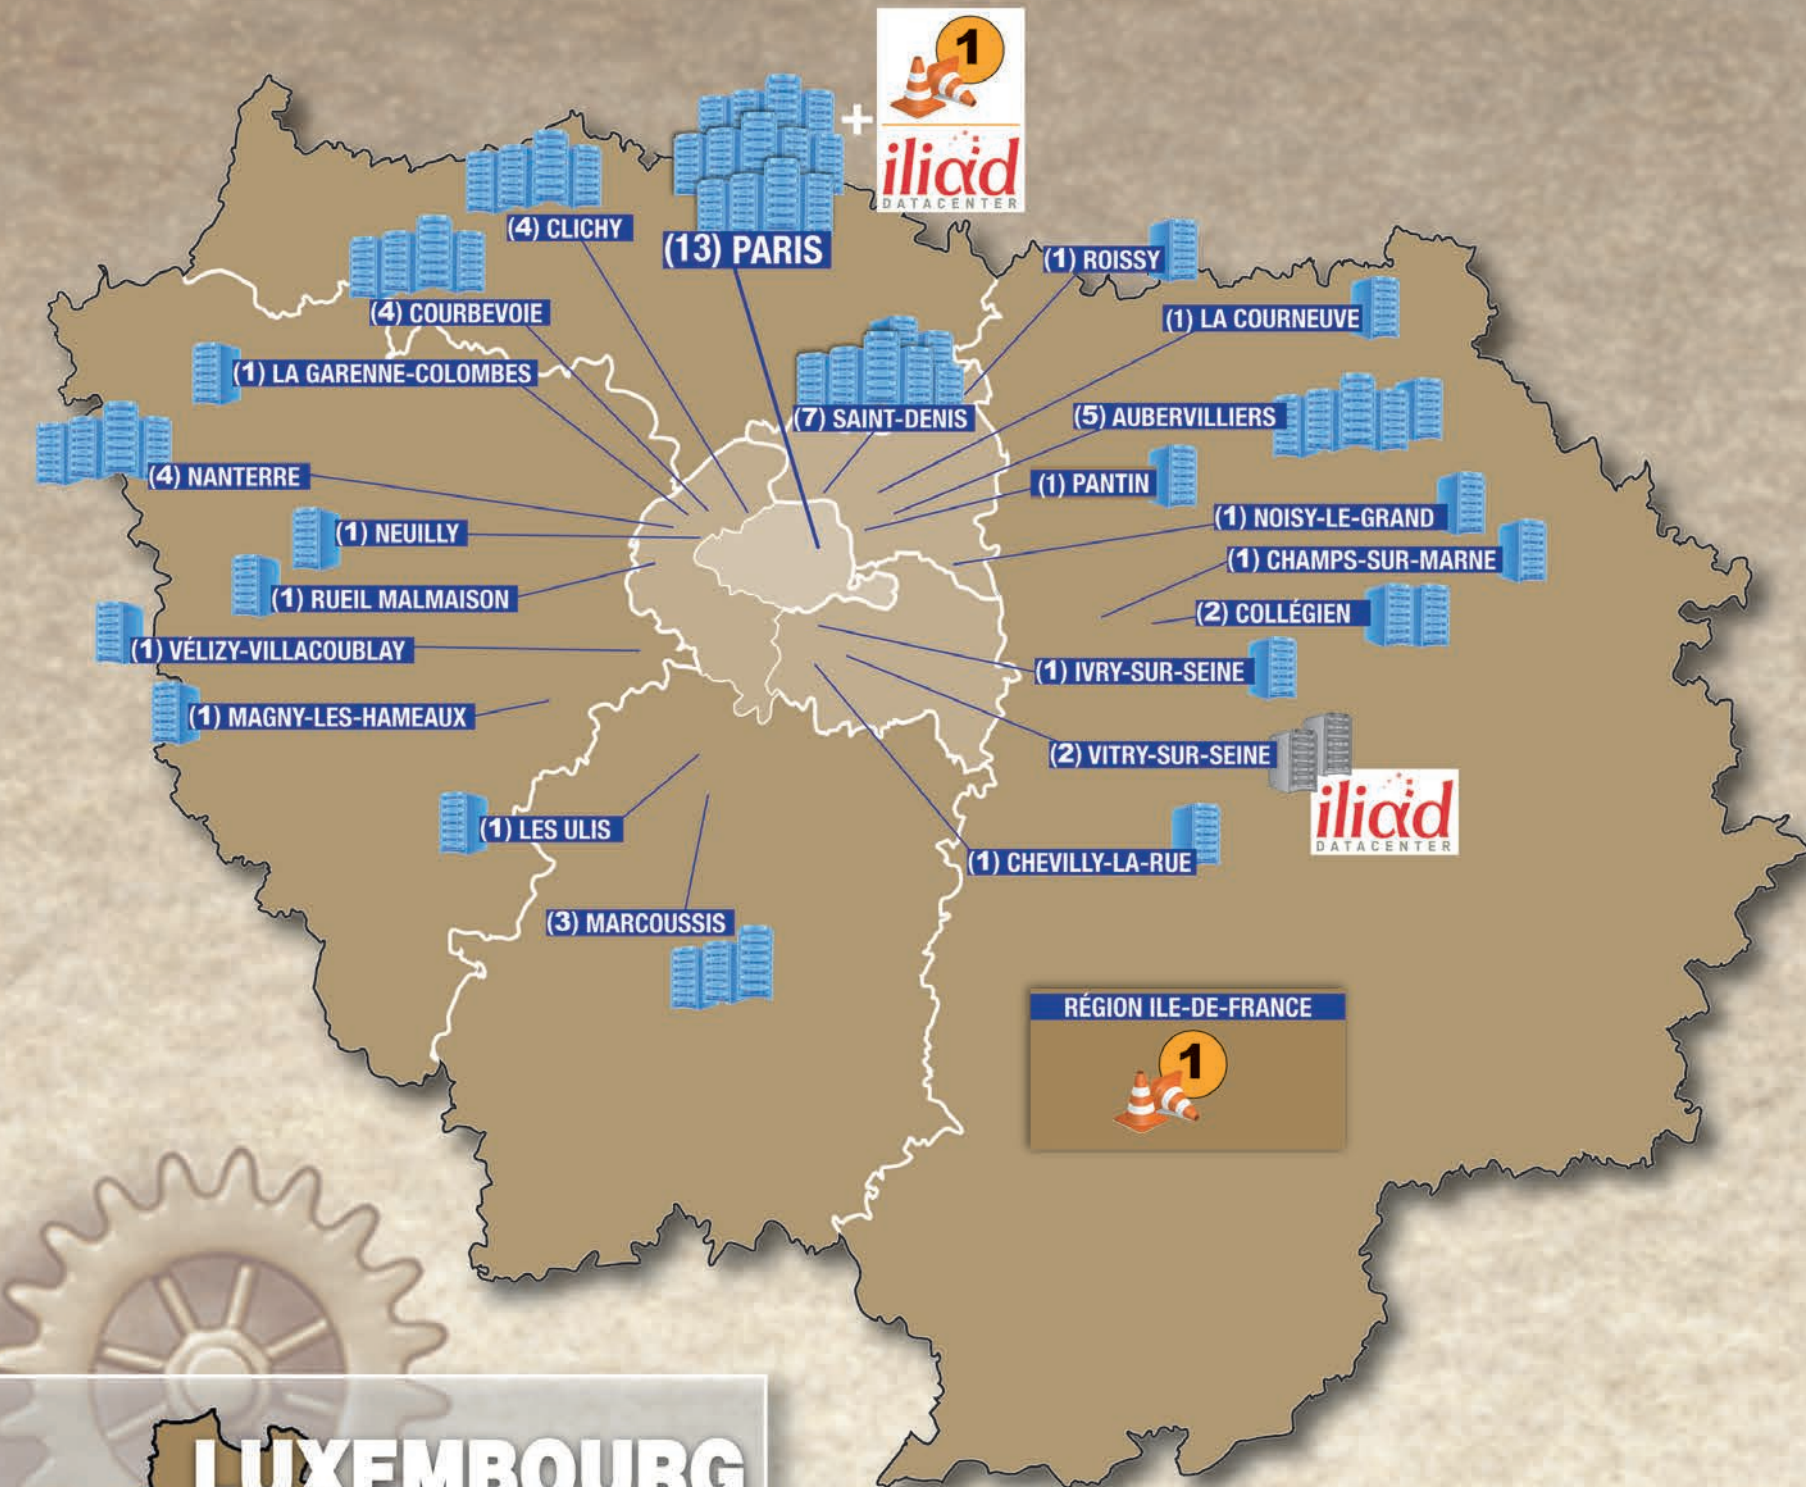 1
iliad
DATACENTER
(4) CLICHY
(13) PARIS
(1) ROISSY
(4) COURBEVOIE
(1) LA COURNEUVE
(1) LA GARENNE-COLOMBES
(7) SAINT-DENIS
(5) AUBERVILLIERS
(4) NANTERRE
(1) PANTIN
(1) NEUILLY
(1) NOISY-LE-GRAND
(1) CHAMPS-SUR-MARNE
(1) RUEIL MALMAISON
(2) COLLÉGIEN
(1) VÉLIZY-VILLACOUBLAY
(1) IVRY-SUR-SEINE
(1) MAGNY-LES-HAMEAUX
(2) VITRY-SUR-SEINE
iliad
DATACENTER
(1) LES ULIS
(1) CHEVILLY-LA-RUE
(3) MARCOUSSIS
RÉGION ILE-DE-FRANCE
1
LUXEMBOURG